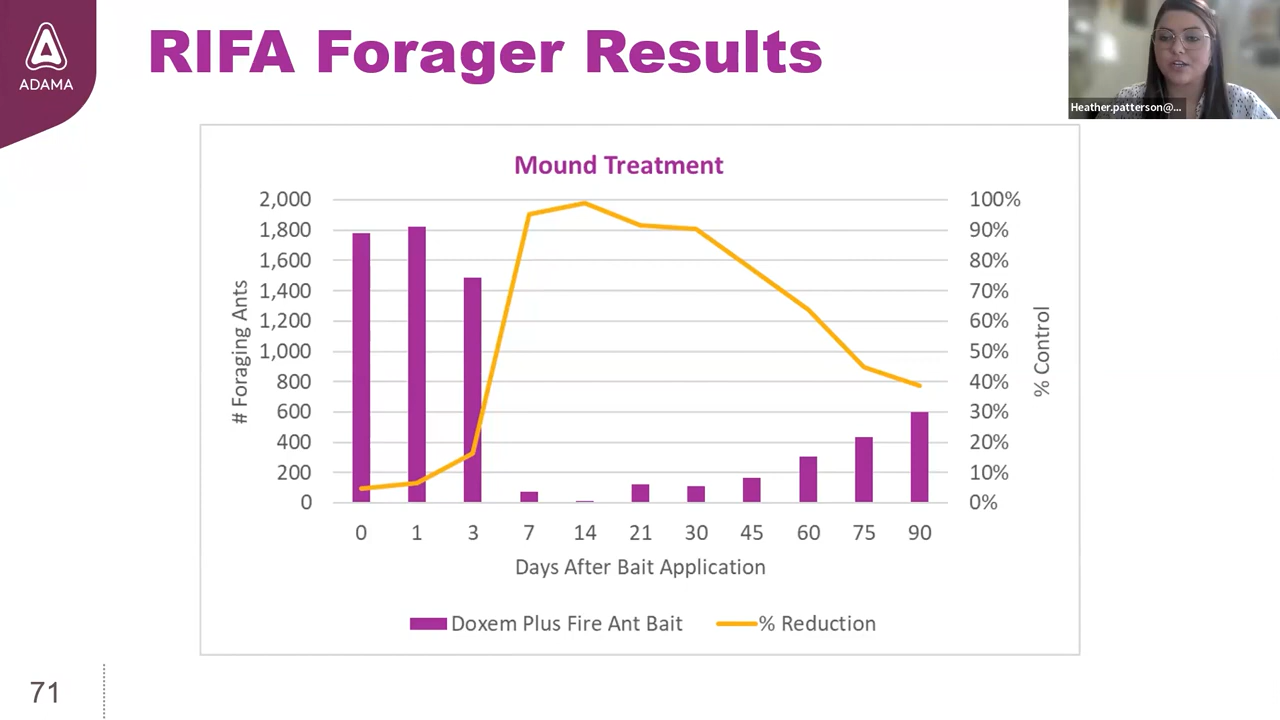 ADAMA
RIFA Forager Results
Heather.patterson@...
Mound Treatment
2,000
1,800
1,600
1,400
1,200
1,000
800
600
400
200
0
# Foraging Ants
100%
90%
80%
70%
60%
50%
40%
30%
20%
10%
0%
% Control
0 1 3 7 14 21 30 45 60 75 90
Days After Bait Application
Doxem Plus Fire Ant Bait % Reduction
71